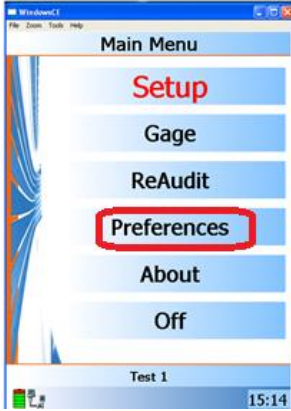 WindowsCE
File Zoom Tools Help
Main Menu
Setup
Gage
ReAudit
Preferences
About
Off
Test 1
15:14